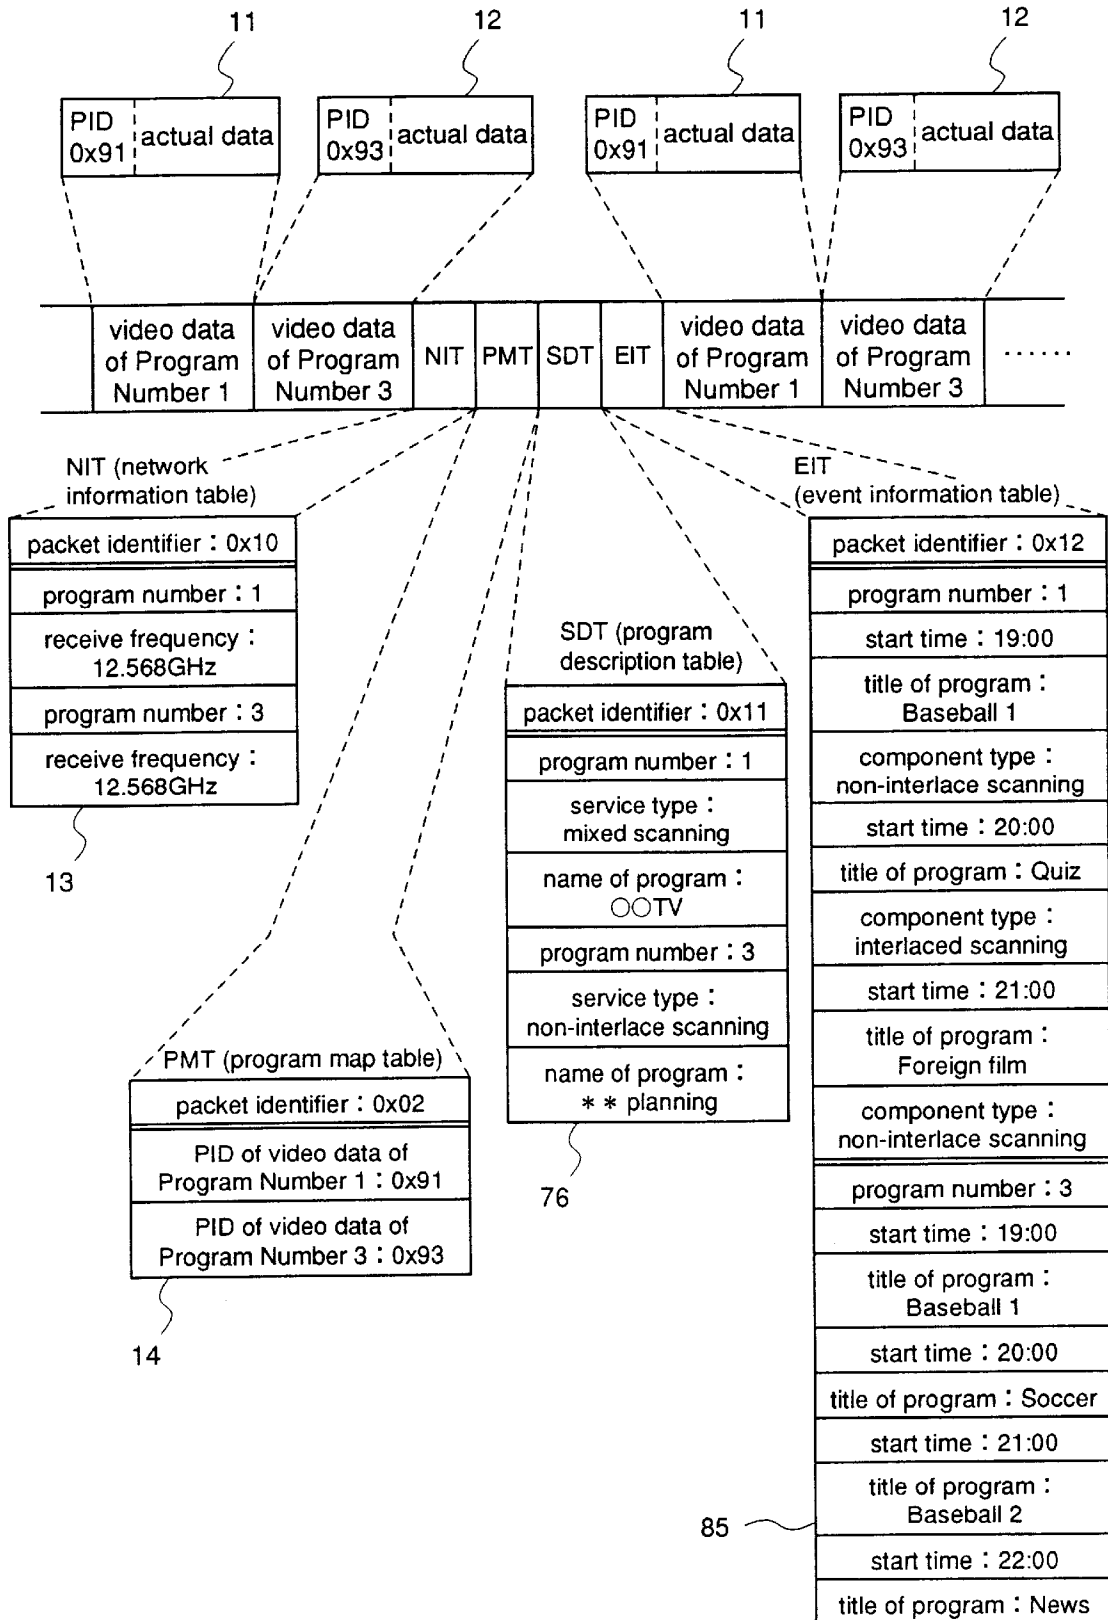 11
12
11
12
PID
0x91
actual data
PID
0x93
actual data
PID
0x91
actual data
PID
0x93
actual data
video data
of Program
Number 1
video data
of Program
Number 3
NIT
PMT
SDT
EIT
video data
of Program
Number 1
video data
of Program
Number 3
······
NIT (network
information table)
packet identifier : 0x10
program number : 1
receive frequency :
12.568GHz
program number : 3
receive frequency :
12.568GHz
13
PMT (program map table)
packet identifier : 0x02
PID of video data of
Program Number 1 : 0x91
PID of video data of
Program Number 3 : 0x93
14
SDT (program
description table)
packet identifier : 0x11
program number : 1
service type :
mixed scanning
name of program :
○○TV
program number : 3
service type :
non-interlace scanning
name of program :
** planning
76
EIT
(event information table)
packet identifier : 0x12
program number : 1
start time : 19:00
title of program :
Baseball 1
component type :
non-interlace scanning
start time : 20:00
title of program : Quiz
component type :
interlaced scanning
start time : 21:00
title of program :
Foreign film
component type :
non-interlace scanning
program number : 3
start time : 19:00
title of program :
Baseball 1
start time : 20:00
title of program : Soccer
start time : 21:00
title of program :
Baseball 2
start time : 22:00
title of program : News
85